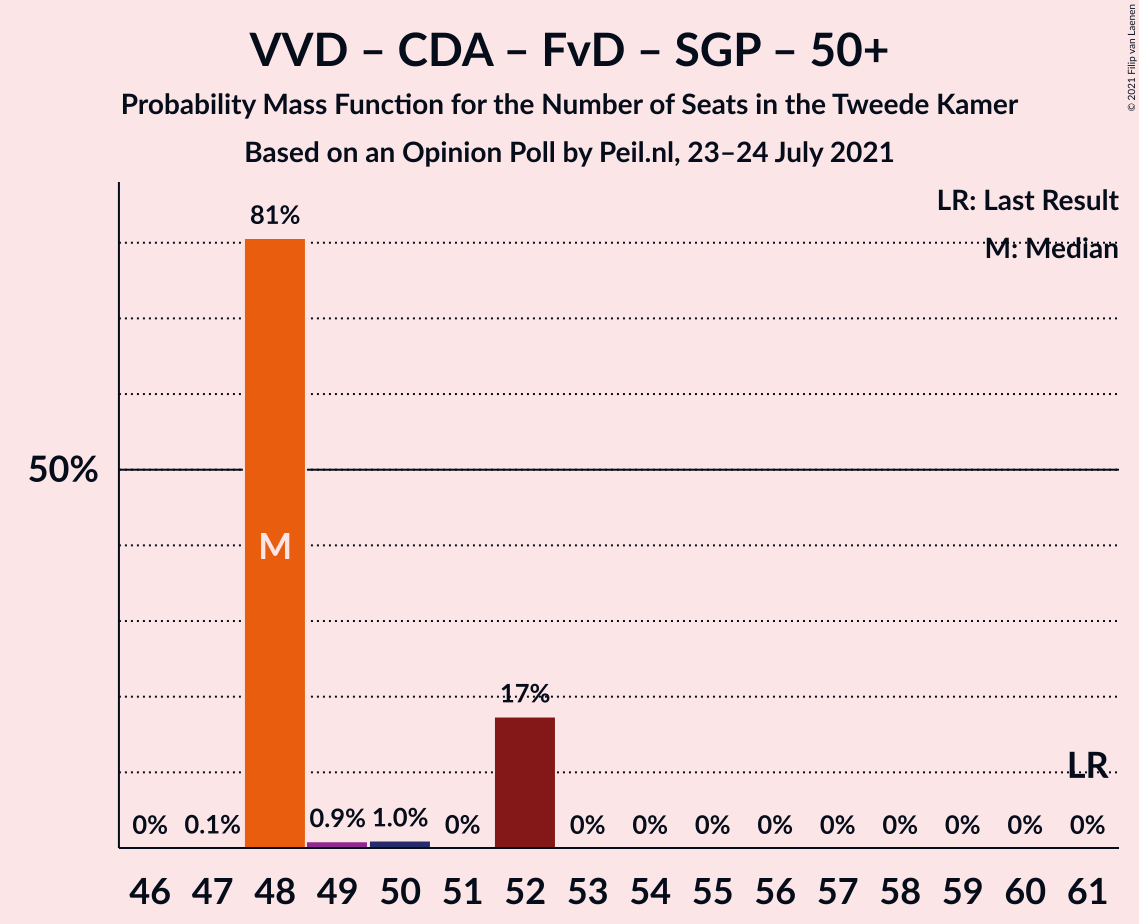 VVD – CDA – FvD – SGP – 50+
Probability Mass Function for the Number of Seats in the Tweede Kamer
Based on an Opinion Poll by Peil.nl, 23–24 July 2021
© 2021 Filip van Laenen
LR: Last Result
M: Median
81%
50%
M
17%
LR
0% 0.1% 0.9% 1.0% 0% 0% 0% 0% 0% 0% 0% 0% 0% 0%
46 47 48 49 50 51 52 53 54 55 56 57 58 59 60 61